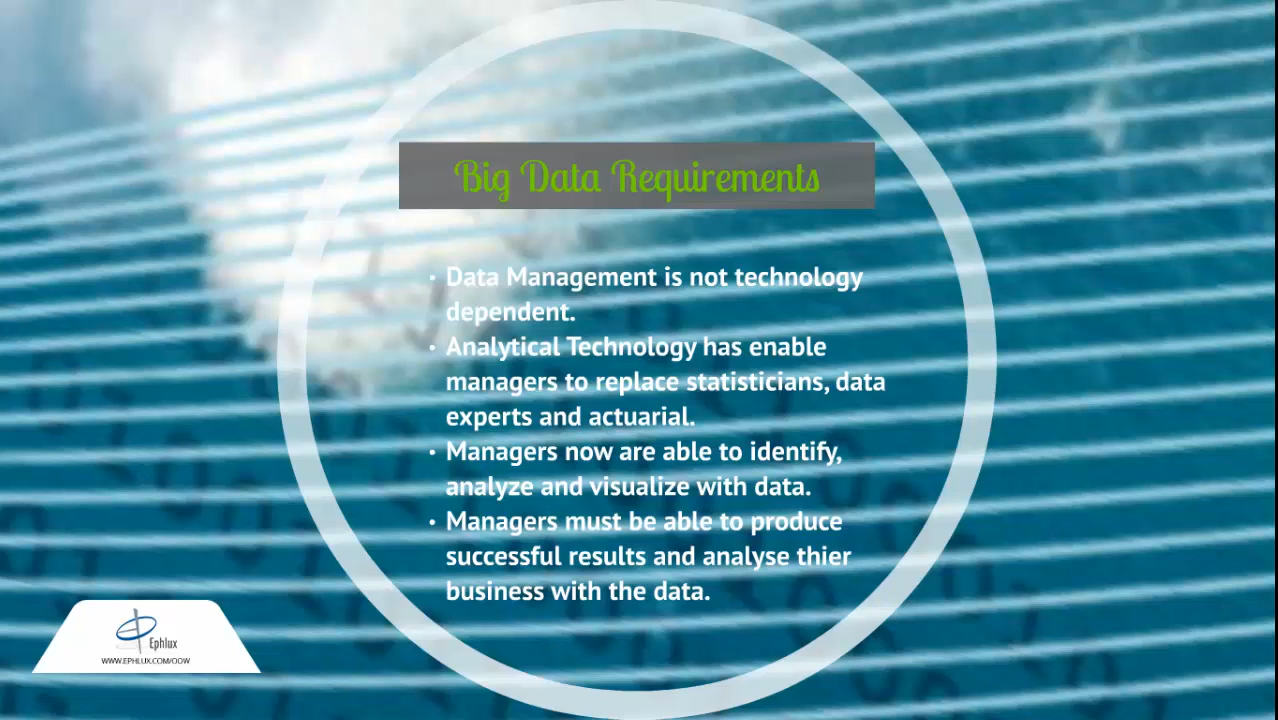 Big Data Requirements
• Data Management is not technology
dependent.
• Analytical Technology has enable
managers to replace statisticians, data
experts and actuarial.
• Managers now are able to identify,
analyze and visualize with data.
• Managers must be able to produce
successful results and analyse thier
business with the data.
Ephlux
WWW.EPHLUX.COM/OOW